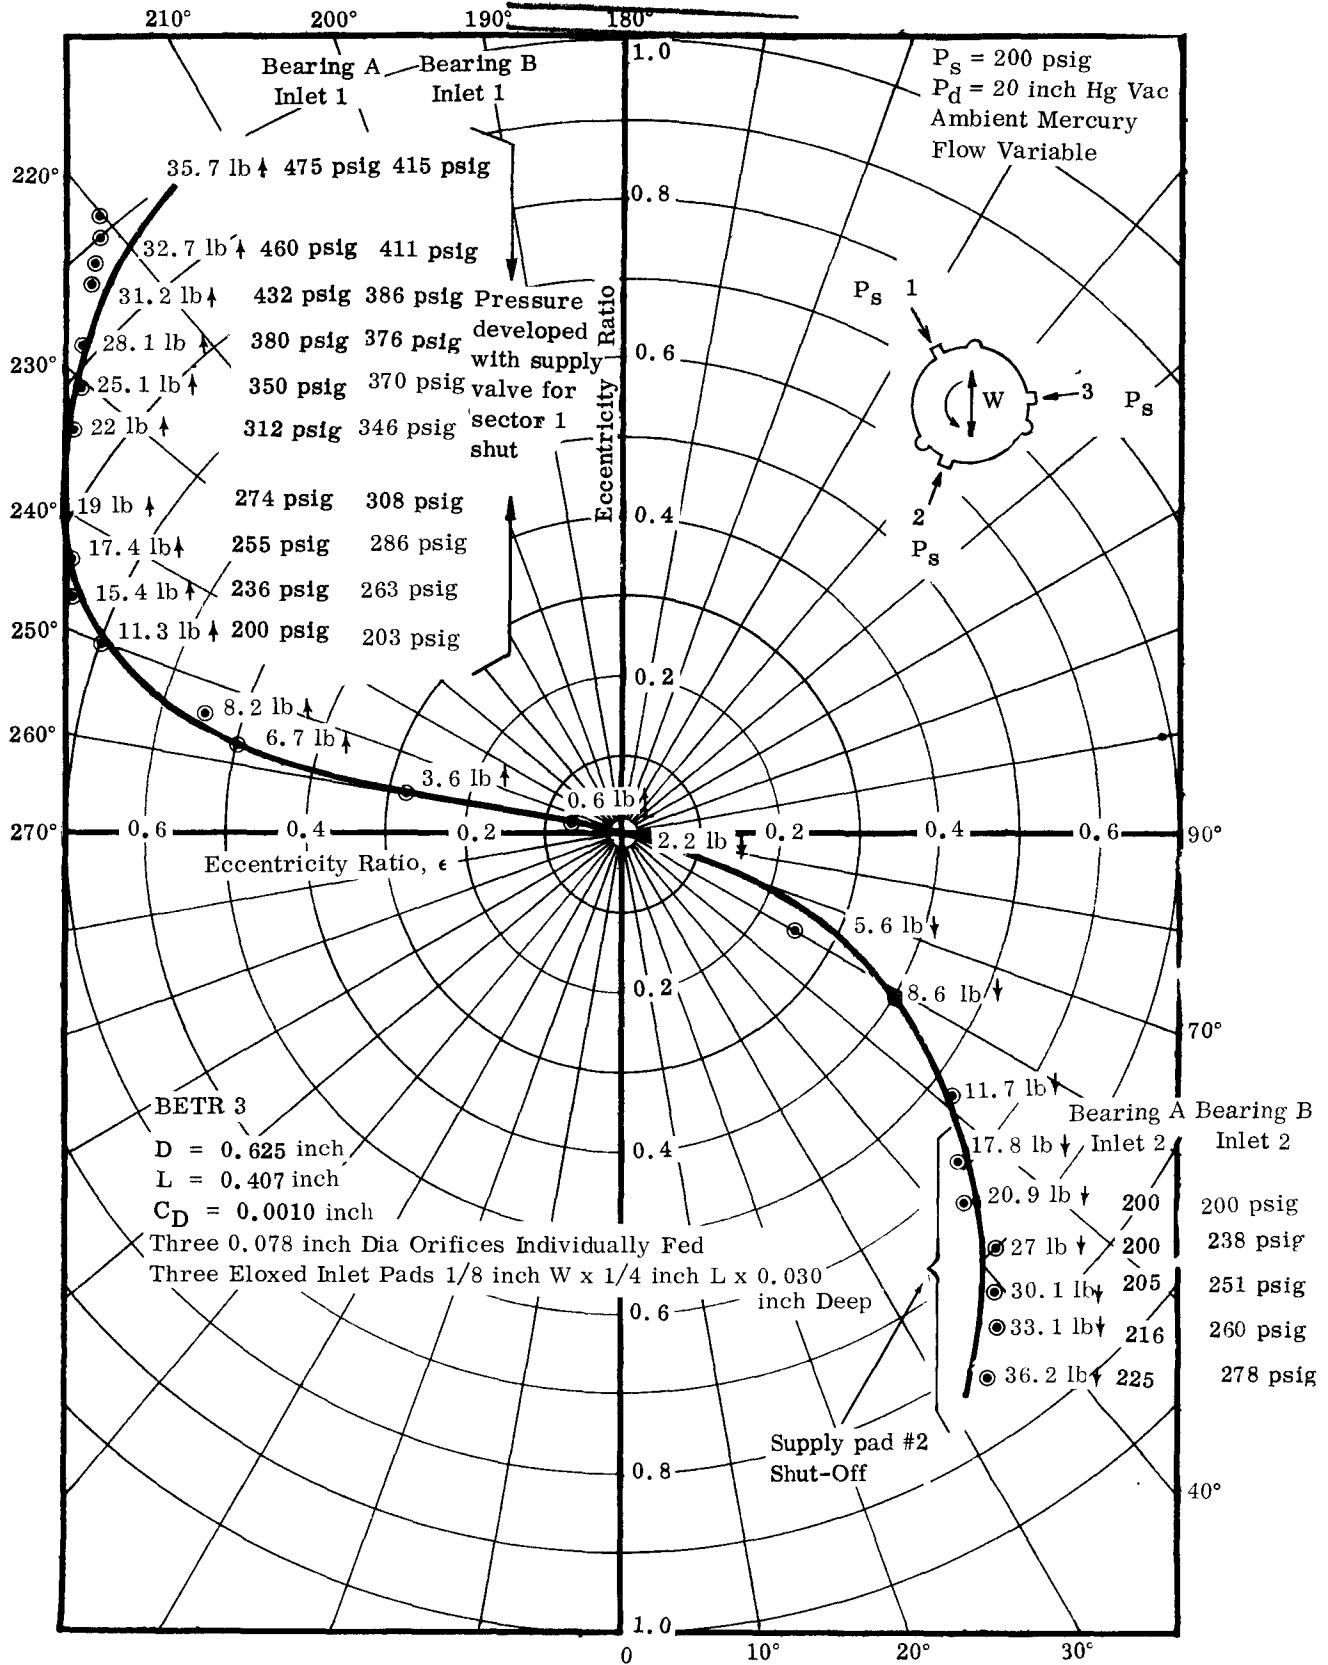 210° 200° 190° 180°
1.0
Bearing A Bearing B
Inlet 1 Inlet 1
P_s = 200 psig
P_d = 20 inch Hg Vac
Ambient Mercury
Flow Variable
35.7 lb ↑ 475 psig 415 psig
220°
0.8
32.7 lb ↑ 460 psig 411 psig
31.2 lb ↑ 432 psig 386 psig
28.1 lb ↑ 380 psig 376 psig
230°
25.1 lb ↑ 350 psig 370 psig
22 lb ↑ 312 psig 346 psig
Pressure
developed
with supply
valve for
sector 1
shut
Eccentricity Ratio
0.6
P_s 1
W
3 P_s
2
P_s
240°
19 lb ↑ 274 psig 308 psig
0.4
17.4 lb ↑ 255 psig 286 psig
15.4 lb ↑ 236 psig 263 psig
250°
11.3 lb ↑ 200 psig 203 psig
0.2
8.2 lb ↑
260°
6.7 lb ↑
3.6 lb ↑
0.6 lb ↑
270° 0.6 0.4 0.2 2.2 lb ↓ 0.2 0.4 0.6 90°
Eccentricity Ratio, ϵ
5.6 lb ↓
0.2
8.6 lb ↓
70°
11.7 lb ↓
Bearing A Bearing B
Inlet 2 Inlet 2
17.8 lb ↓
20.9 lb ↓ 200 200 psig
27 lb ↓ 200 238 psig
30.1 lb ↓ 205 251 psig
33.1 lb ↓ 216 260 psig
36.2 lb ↓ 225 278 psig
BETR 3
D = 0.625 inch
L = 0.407 inch
C_D = 0.0010 inch
Three 0.078 inch Dia Orifices Individually Fed
Three Eloxed Inlet Pads 1/8 inch W x 1/4 inch L x 0.030
inch Deep
0.4
0.6
Supply pad #2
Shut-Off
0.8
40°
1.0
0 10° 20° 30°